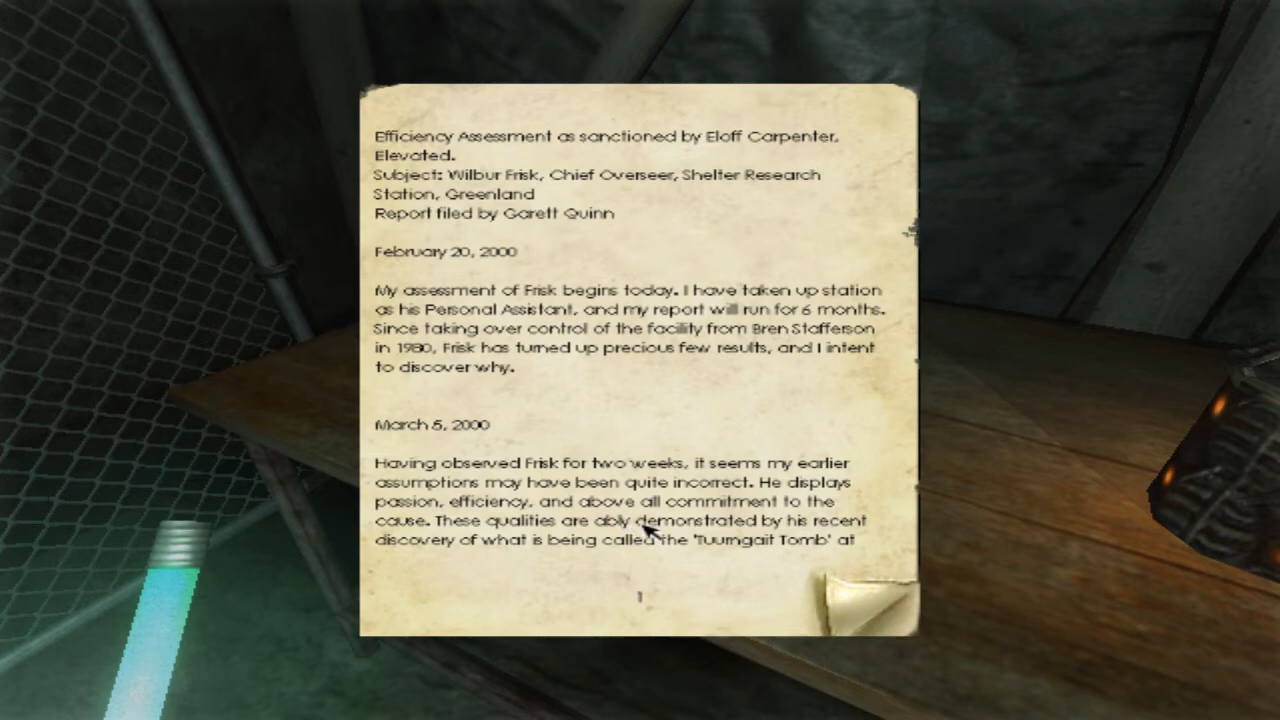 Efficiency Assessment as sanctioned by Eloff Carpenter,
Elevated.
Subject: Wilbur Frisk, Chief Overseer, Shelter Research
Station, Greenland
Report filed by Garett Quinn
February 20, 2000
My assessment of Frisk begins today. I have taken up station
as his Personal Assistant, and my report will run for 6 months.
Since taking over control of the facility from Bren Stafferson
in 1980, Frisk has turned up precious few results, and I intent
to discover why.
March 5, 2000
Having observed Frisk for two weeks, it seems my earlier
assumptions may have been quite incorrect. He displays
passion, efficiency, and above all commitment to the
cause. These qualities are ably demonstrated by his recent
discovery of what is being called the 'Tuurngait Tomb' at
1